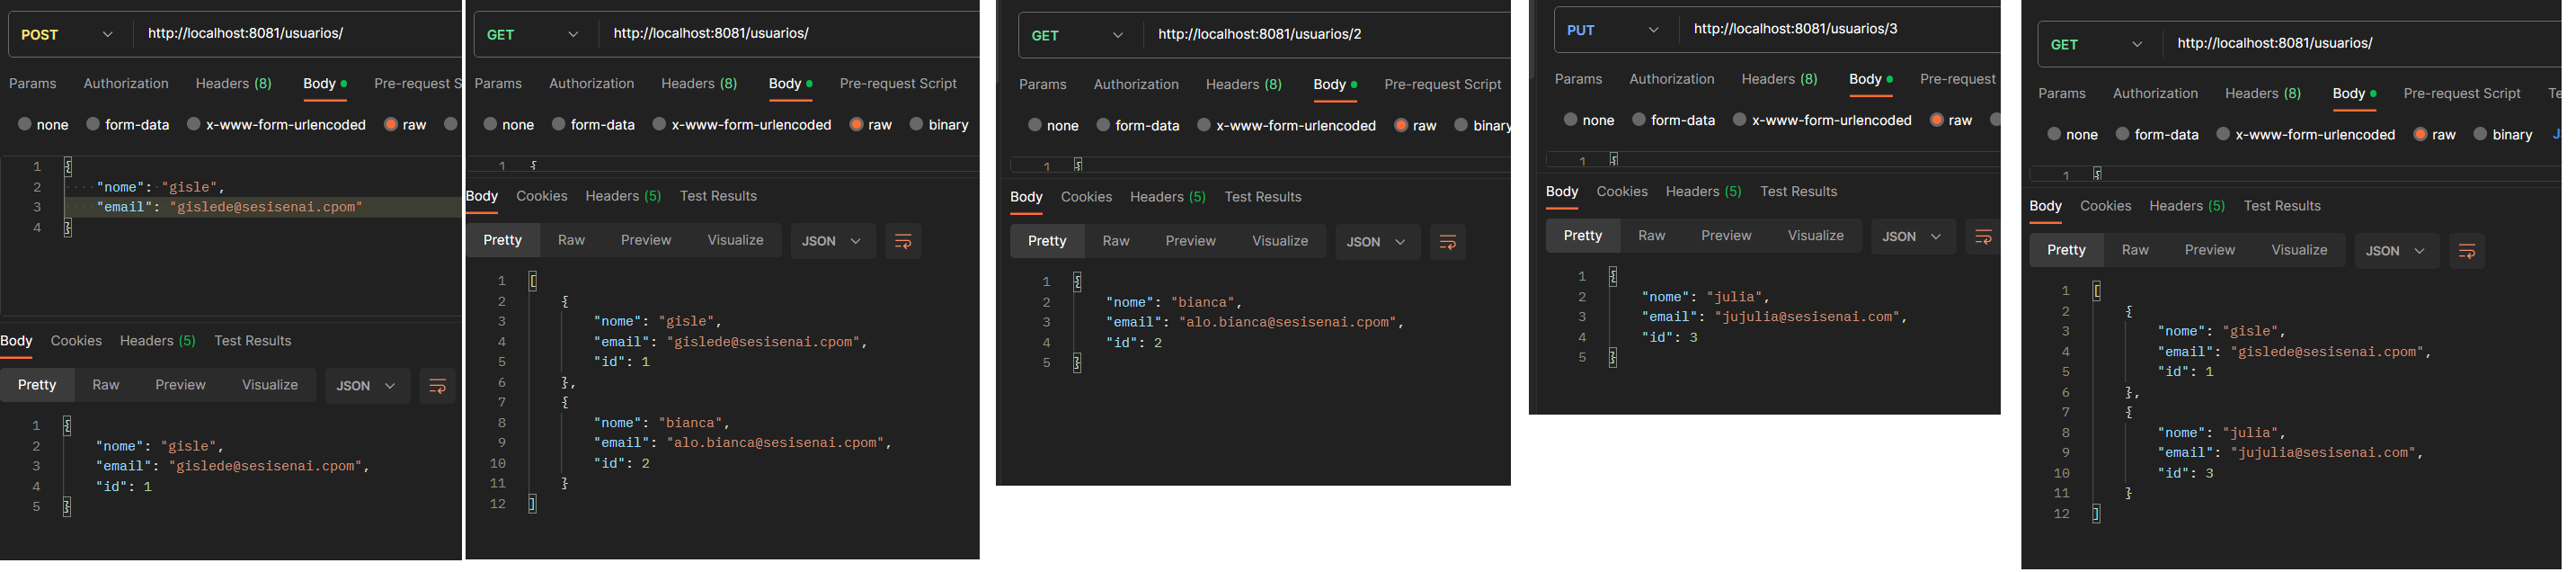 POST http://localhost:8081/usuarios/
Params Authorization Headers (8) Body Pre-request S
none form-data x-www-form-urlencoded raw
1 {
2 "nome": "gisle",
3 "email": "gislede@sesisenai.cpom"
4 }
Body Cookies Headers (5) Test Results
Pretty Raw Preview Visualize JSON
1 {
2 "nome": "gisle",
3 "email": "gislede@sesisenai.cpom",
4 "id": 1
5 }
GET http://localhost:8081/usuarios/
Params Authorization Headers (8) Body Pre-request Script
none form-data x-www-form-urlencoded raw binary
1 {
Body Cookies Headers (5) Test Results
Pretty Raw Preview Visualize JSON
1 [
2 {
3 "nome": "gisle",
4 "email": "gislede@sesisenai.cpom",
5 "id": 1
6 },
7 {
8 "nome": "bianca",
9 "email": "alo.bianca@sesisenai.cpom",
10 "id": 2
11 }
12 ]
GET http://localhost:8081/usuarios/2
Params Authorization Headers (8) Body Pre-request Script
none form-data x-www-form-urlencoded raw binary
1 {
Body Cookies Headers (5) Test Results
Pretty Raw Preview Visualize JSON
1 {
2 "nome": "bianca",
3 "email": "alo.bianca@sesisenai.cpom",
4 "id": 2
5 }
PUT http://localhost:8081/usuarios/3
Params Authorization Headers (8) Body Pre-request
none form-data x-www-form-urlencoded raw
1 {
Body Cookies Headers (5) Test Results
Pretty Raw Preview Visualize JSON
1 {
2 "nome": "julia",
3 "email": "jujulia@sesisenai.com",
4 "id": 3
5 }
GET http://localhost:8081/usuarios/
Params Authorization Headers (8) Body Pre-request Script Te
none form-data x-www-form-urlencoded raw binary JS
1 {
Body Cookies Headers (5) Test Results
Pretty Raw Preview Visualize JSON
1 [
2 {
3 "nome": "gisle",
4 "email": "gislede@sesisenai.cpom",
5 "id": 1
6 },
7 {
8 "nome": "julia",
9 "email": "jujulia@sesisenai.com",
10 "id": 3
11 }
12 ]